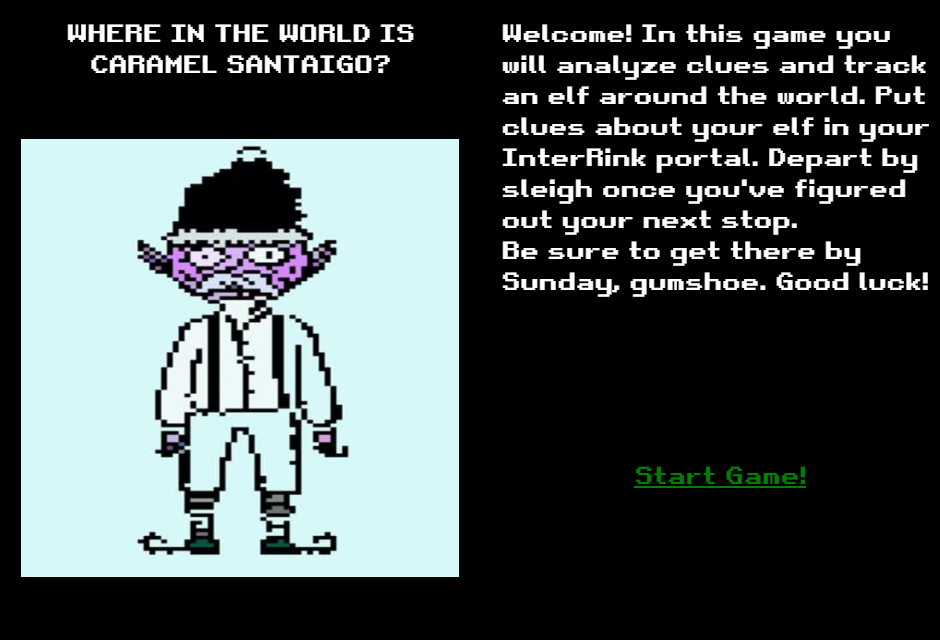 WHERE IN THE WORLD IS
CARAMEL SANTAIGO?
Welcome! In this game you
will analyze clues and track
an elf around the world. Put
clues about your elf in your
InterRink portal. Depart by
sleigh once you've figured
out your next stop.
Be sure to get there by
Sunday, gumshoe. Good luck!
Start Game!